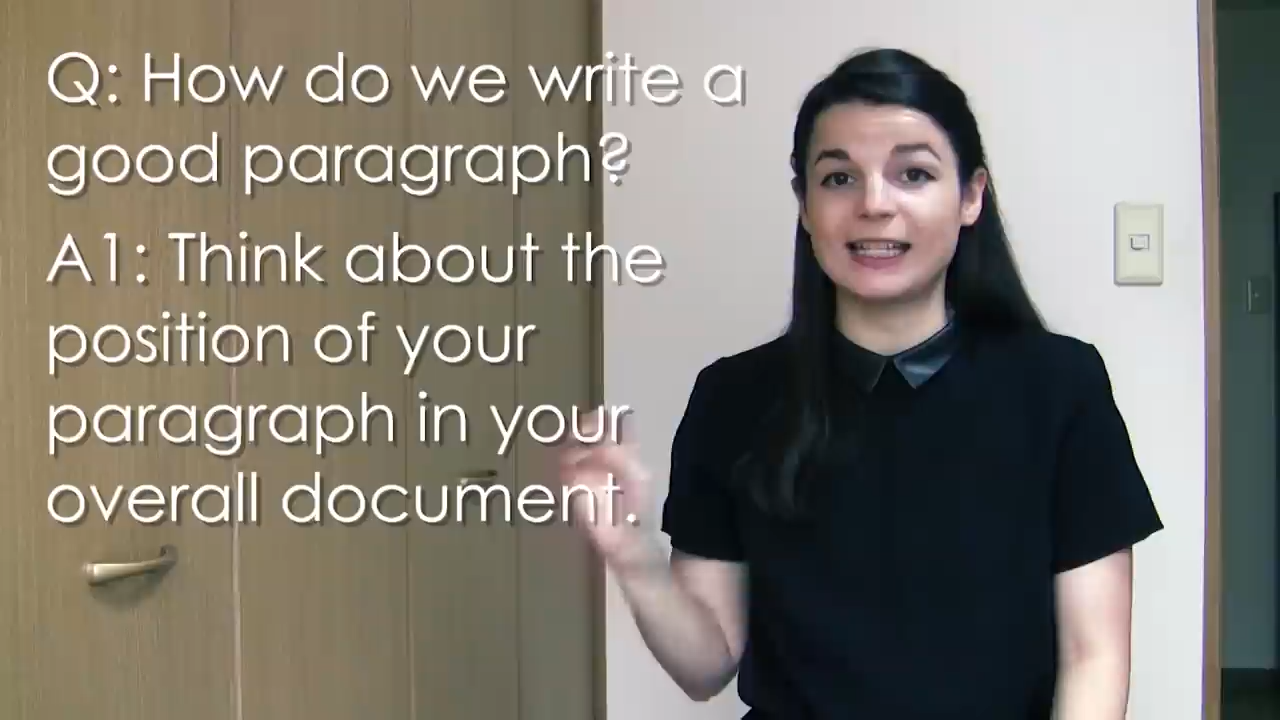 Q: How do we write a
good paragraph?
A1: Think about the
position of your
paragraph in your
overall document.